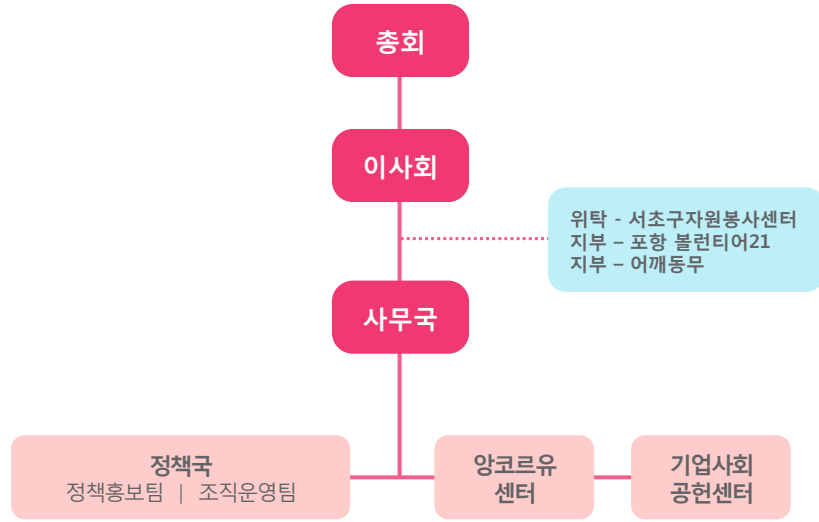 총회
이사회
위탁 - 서초구자원봉사센터
지부 – 포항 볼런티어21
지부 – 어깨동무
사무국
정책국
정책홍보팀 | 조직운영팀
앙코르유
센터
기업사회
공헌센터